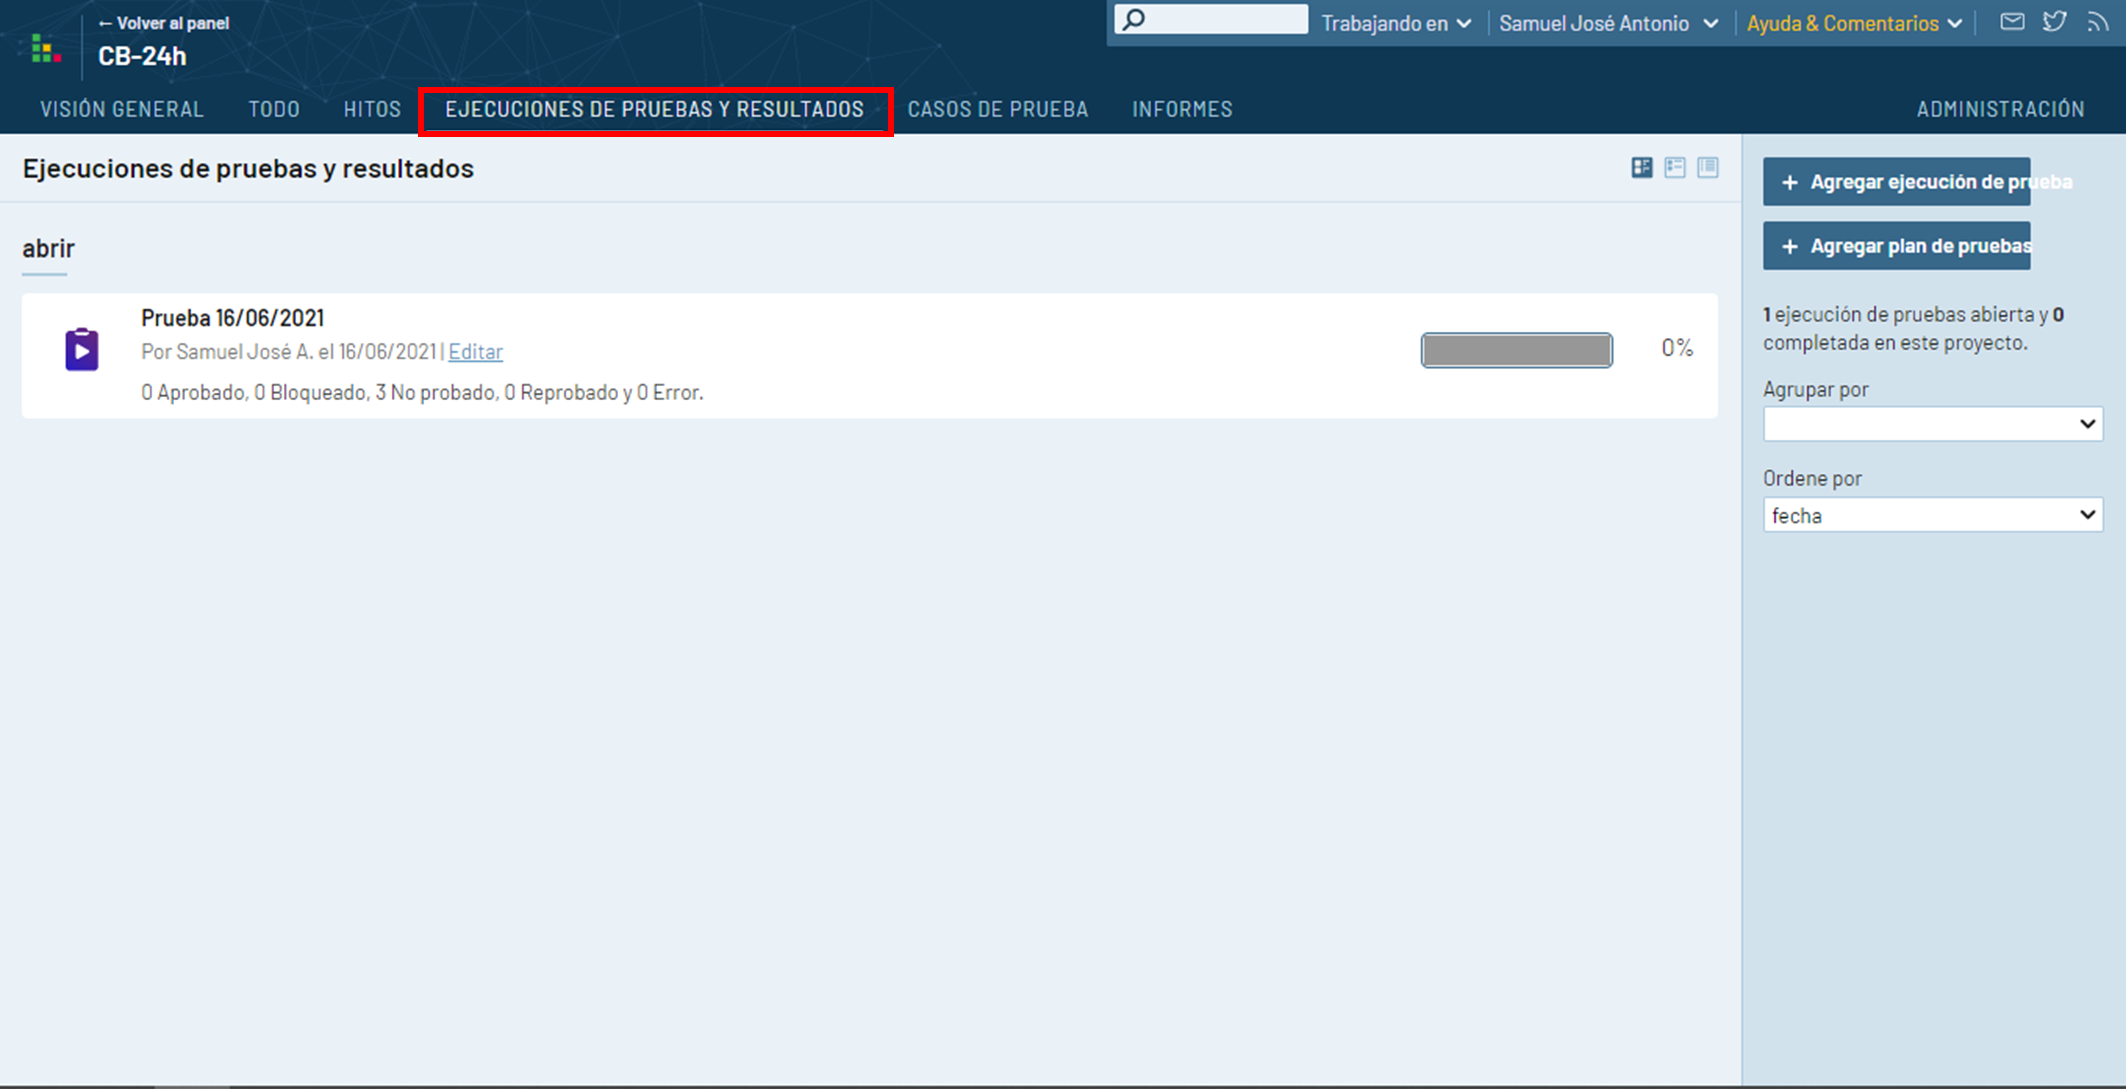 ← Volver al panel
CB-24h
Trabajando en
Samuel José Antonio
Ayuda & Comentarios
VISIÓN GENERAL
TODO
HITOS
EJECUCIONES DE PRUEBAS Y RESULTADOS
CASOS DE PRUEBA
INFORMES
ADMINISTRACIÓN
Ejecuciones de pruebas y resultados
abrir
Prueba 16/06/2021
Por Samuel José A. el 16/06/2021 | Editar
0 Aprobado, 0 Bloqueado, 3 No probado, 0 Reprobado y 0 Error.
0%
+ Agregar ejecución de prueba
+ Agregar plan de pruebas
1 ejecución de pruebas abierta y 0
completada en este proyecto.
Agrupar por
Ordene por
fecha